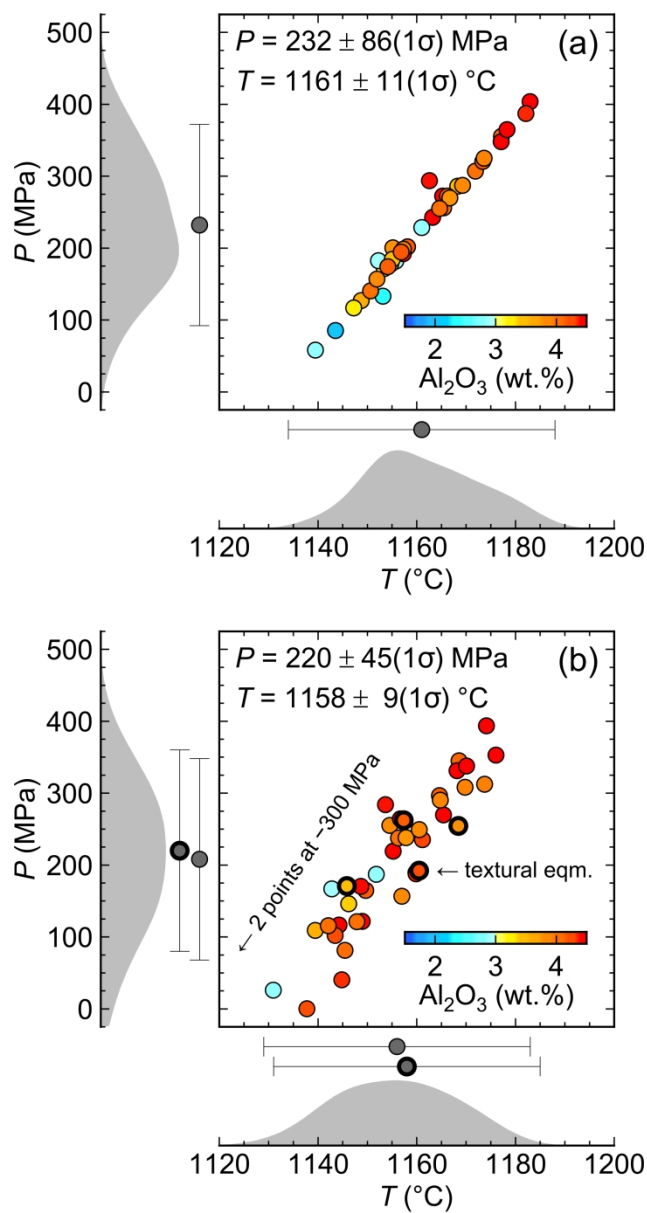 P = 232 ± 86(1σ) MPa
(a)
T = 1161 ± 11(1σ) °C
500
400
300
200
100
0
P (MPa)
2 3 4
Al₂O₃ (wt.%)
1120 1140 1160 1180 1200
T (°C)
P = 220 ± 45(1σ) MPa
(b)
T = 1158 ± 9(1σ) °C
500
400
300
200
100
0
P (MPa)
← 2 points at −300 MPa
← textural eqm.
2 3 4
Al₂O₃ (wt.%)
1120 1140 1160 1180 1200
T (°C)